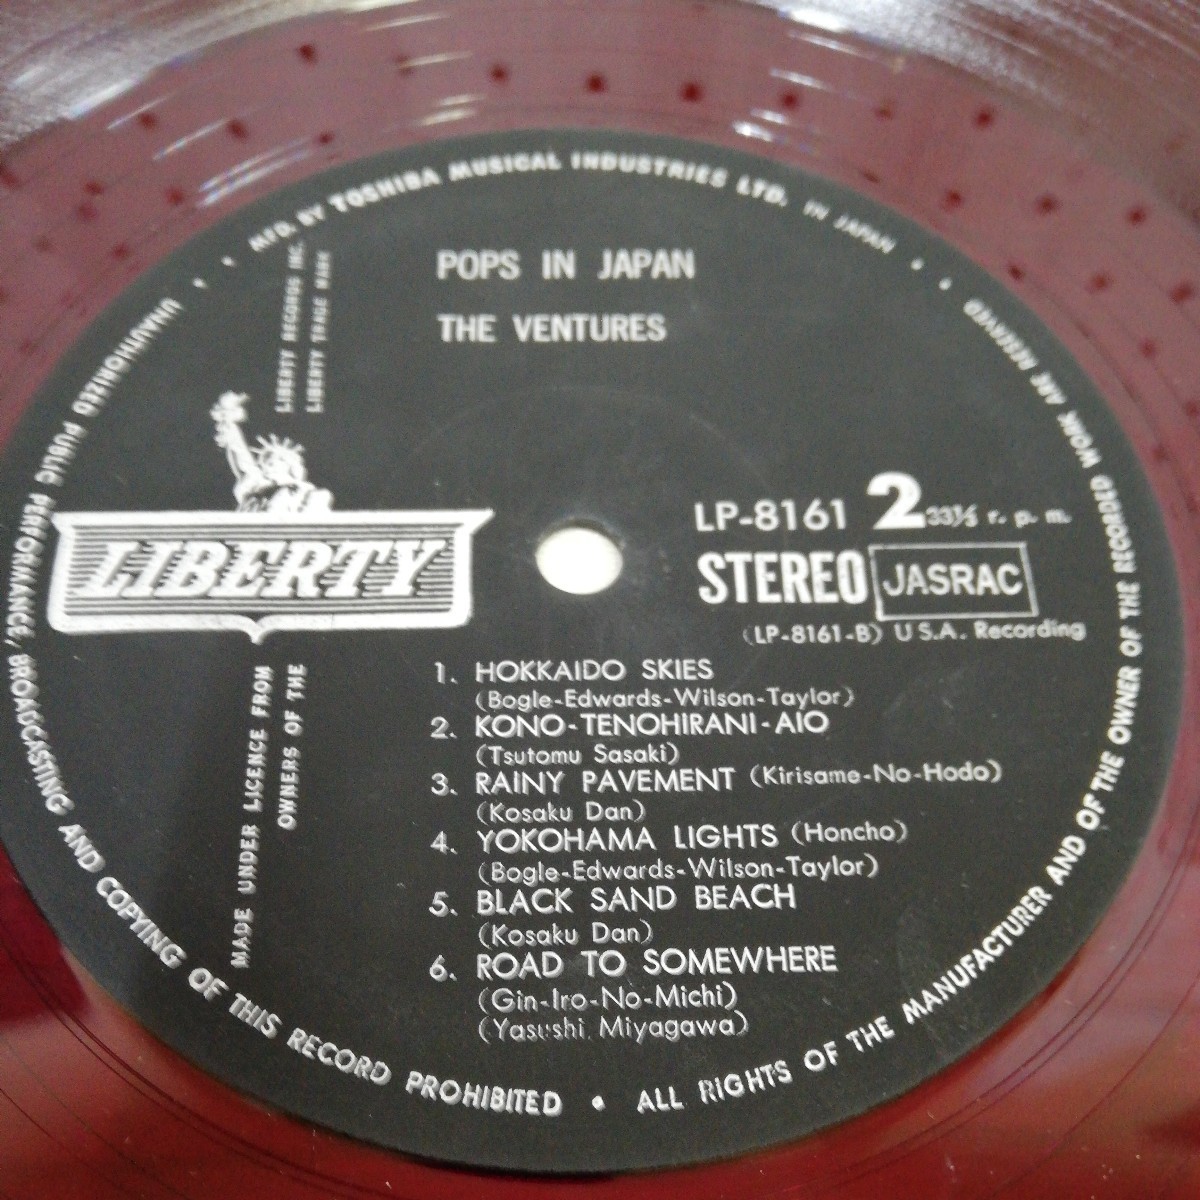 MFD. BY TOSHIBA MUSICAL INDUSTRIES LTD. IN JAPAN
POPS IN JAPAN
THE VENTURES
LIBERTY RECORDS INC.
LIBERTY TRADE MARK
LIBERTY
LP-8161 2 33⅓ r. p. m.
STEREO JASRAC
(LP-8161-B) U.S.A. Recording
1. HOKKAIDO SKIES
(Bogle-Edwards-Wilson-Taylor)
2. KONO-TENOHIRANI-AIO
(Tsutomu Sasaki)
3. RAINY PAVEMENT (Kirisame-No-Hodo)
(Kosaku Dan)
4. YOKOHAMA LIGHTS (Honcho)
(Bogle-Edwards-Wilson-Taylor)
5. BLACK SAND BEACH
(Kosaku Dan)
6. ROAD TO SOMEWHERE
(Gin-Iro-No-Michi)
(Yasushi Miyagawa)
MADE UNDER LICENCE FROM
OWNERS OF THE
UNAUTHORIZED PUBLIC PERFORMANCE, BROADCASTING AND COPYING OF THIS RECORD PROHIBITED • ALL RIGHTS OF THE MANUFACTURER AND OF THE OWNER OF THE RECORDED WORK ARE RESERVED